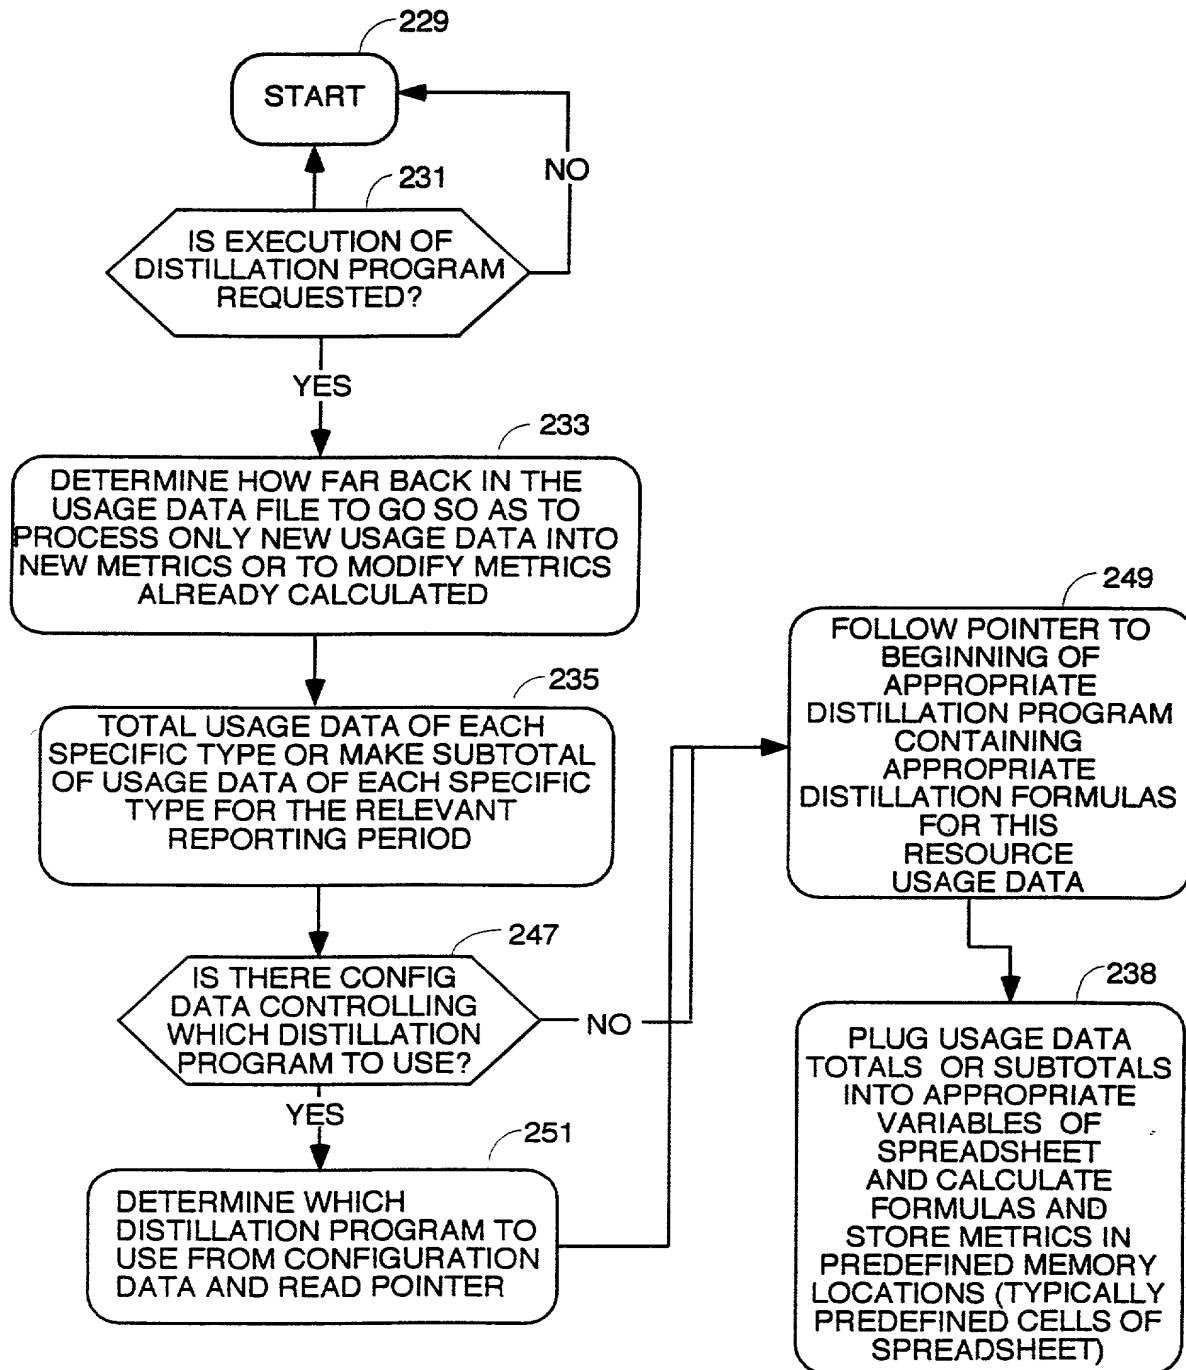 229
START
NO
231
IS EXECUTION OF
DISTILLATION PROGRAM
REQUESTED?
YES
233
DETERMINE HOW FAR BACK IN THE
USAGE DATA FILE TO GO SO AS TO
PROCESS ONLY NEW USAGE DATA INTO
NEW METRICS OR TO MODIFY METRICS
ALREADY CALCULATED
235
TOTAL USAGE DATA OF EACH
SPECIFIC TYPE OR MAKE SUBTOTAL
OF USAGE DATA OF EACH SPECIFIC
TYPE FOR THE RELEVANT
REPORTING PERIOD
247
IS THERE CONFIG
DATA CONTROLLING
WHICH DISTILLATION
PROGRAM TO USE?
NO
YES
251
DETERMINE WHICH
DISTILLATION PROGRAM TO
USE FROM CONFIGURATION
DATA AND READ POINTER
249
FOLLOW POINTER TO
BEGINNING OF
APPROPRIATE
DISTILLATION PROGRAM
CONTAINING
APPROPRIATE
DISTILLATION FORMULAS
FOR THIS
RESOURCE
USAGE DATA
238
PLUG USAGE DATA
TOTALS OR SUBTOTALS
INTO APPROPRIATE
VARIABLES OF
SPREADSHEET
AND CALCULATE
FORMULAS AND
STORE METRICS IN
PREDEFINED MEMORY
LOCATIONS (TYPICALLY
PREDEFINED CELLS OF
SPREADSHEET)